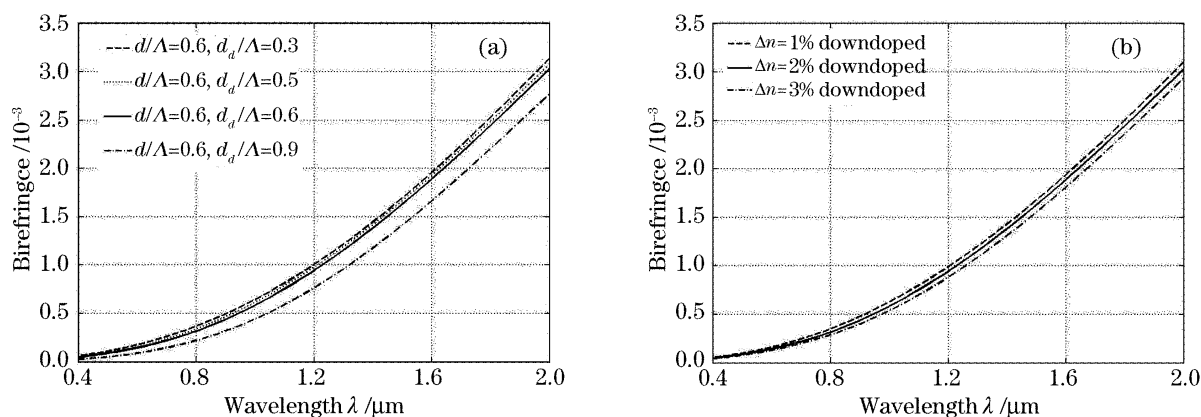 (a)
d/Λ=0.6, d_d/Λ=0.3
d/Λ=0.6, d_d/Λ=0.5
d/Λ=0.6, d_d/Λ=0.6
d/Λ=0.6, d_d/Λ=0.9
Birefringce /10⁻³
3.5
3.0
2.5
2.0
1.5
1.0
0.5
0.0
0.4 0.8 1.2 1.6 2.0
Wavelength λ /μm
(b)
Δn=1% downdoped
Δn=2% downdoped
Δn=3% downdoped
Birefringce /10⁻³
3.5
3.0
2.5
2.0
1.5
1.0
0.5
0.0
0.4 0.8 1.2 1.6 2.0
Wavelength λ /μm